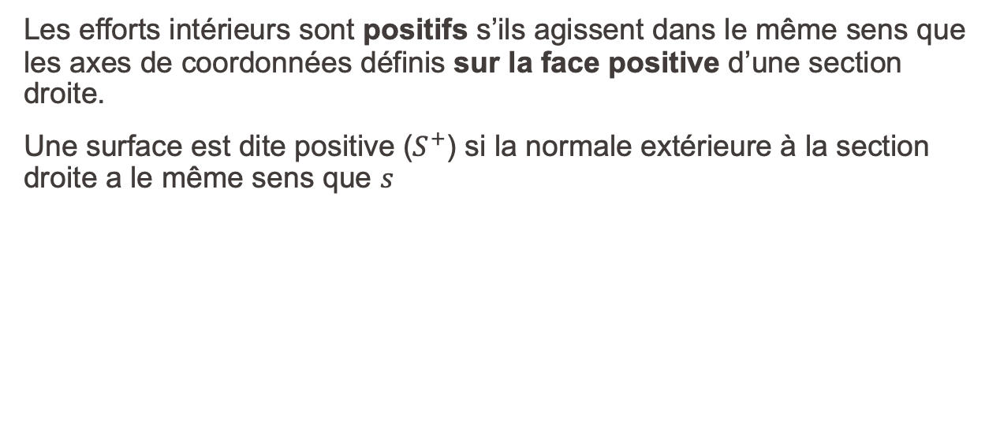 Les efforts intérieurs sont positifs s’ils agissent dans le même sens que
les axes de coordonnées définis sur la face positive d’une section
droite.
Une surface est dite positive (S⁺) si la normale extérieure à la section
droite a le même sens que s